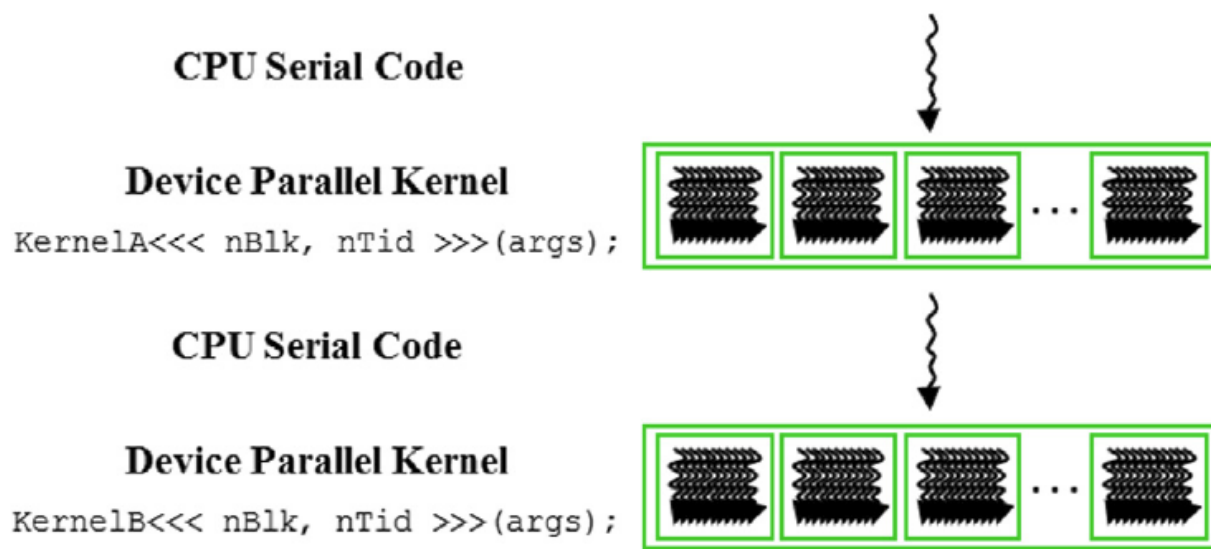 CPU Serial Code
Device Parallel Kernel
KernelA<<< nBlk, nTid >>>(args);
...
CPU Serial Code
Device Parallel Kernel
KernelB<<< nBlk, nTid >>>(args);
...